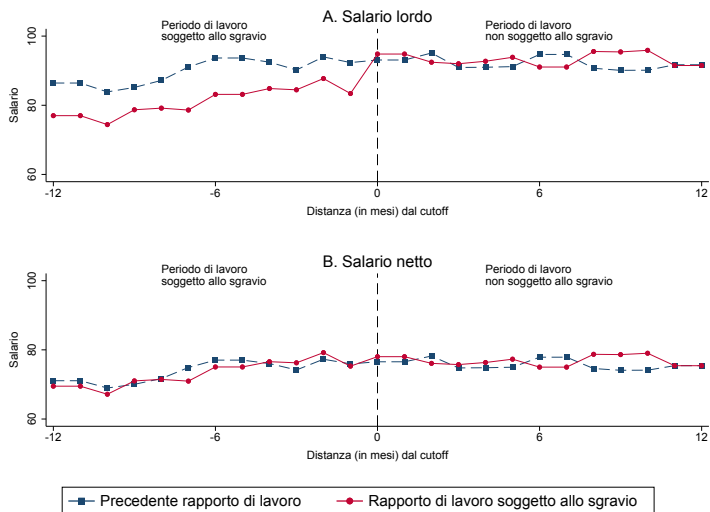 A. Salario lordo
Periodo di lavoro
soggetto allo sgravio
Periodo di lavoro
non soggetto allo sgravio
Salario
100
80
60
-12 -6 0 6 12
Distanza (in mesi) dal cutoff
B. Salario netto
Periodo di lavoro
soggetto allo sgravio
Periodo di lavoro
non soggetto allo sgravio
Salario
100
80
60
-12 -6 0 6 12
Distanza (in mesi) dal cutoff
Precedente rapporto di lavoro Rapporto di lavoro soggetto allo sgravio